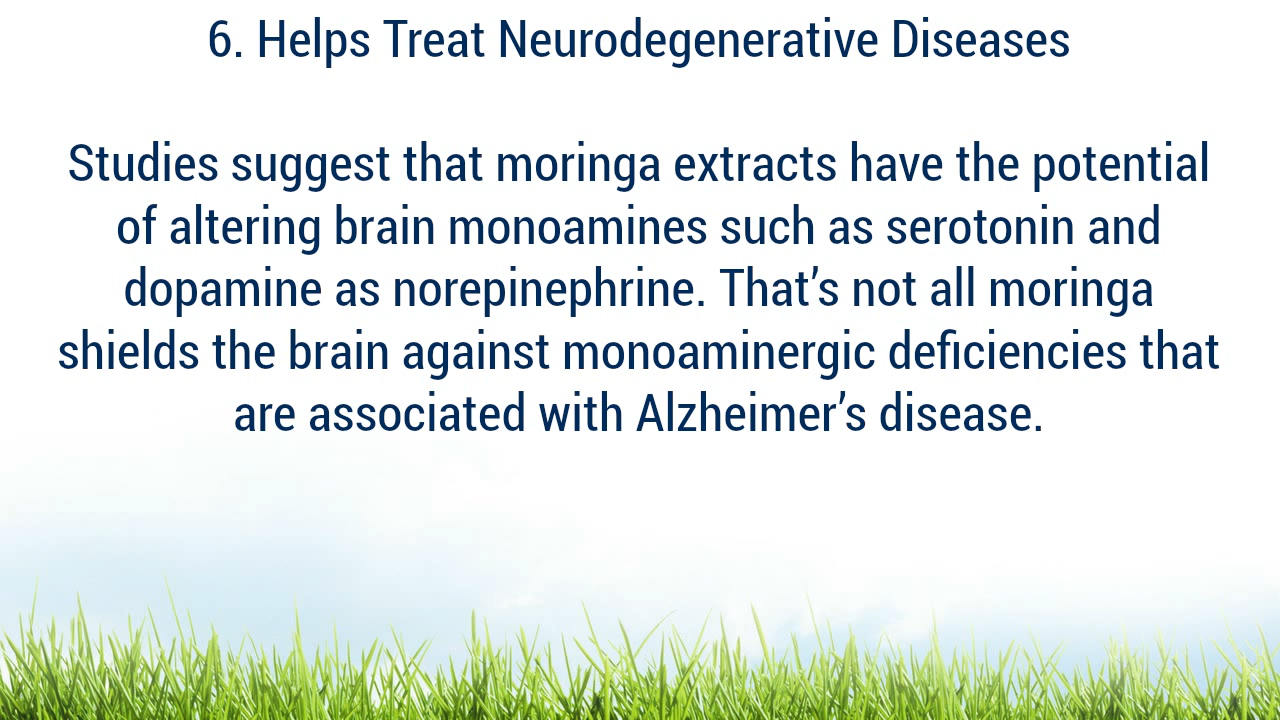 6. Helps Treat Neurodegenerative Diseases
Studies suggest that moringa extracts have the potential
of altering brain monoamines such as serotonin and
dopamine as norepinephrine. That’s not all moringa
shields the brain against monoaminergic deficiencies that
are associated with Alzheimer’s disease.